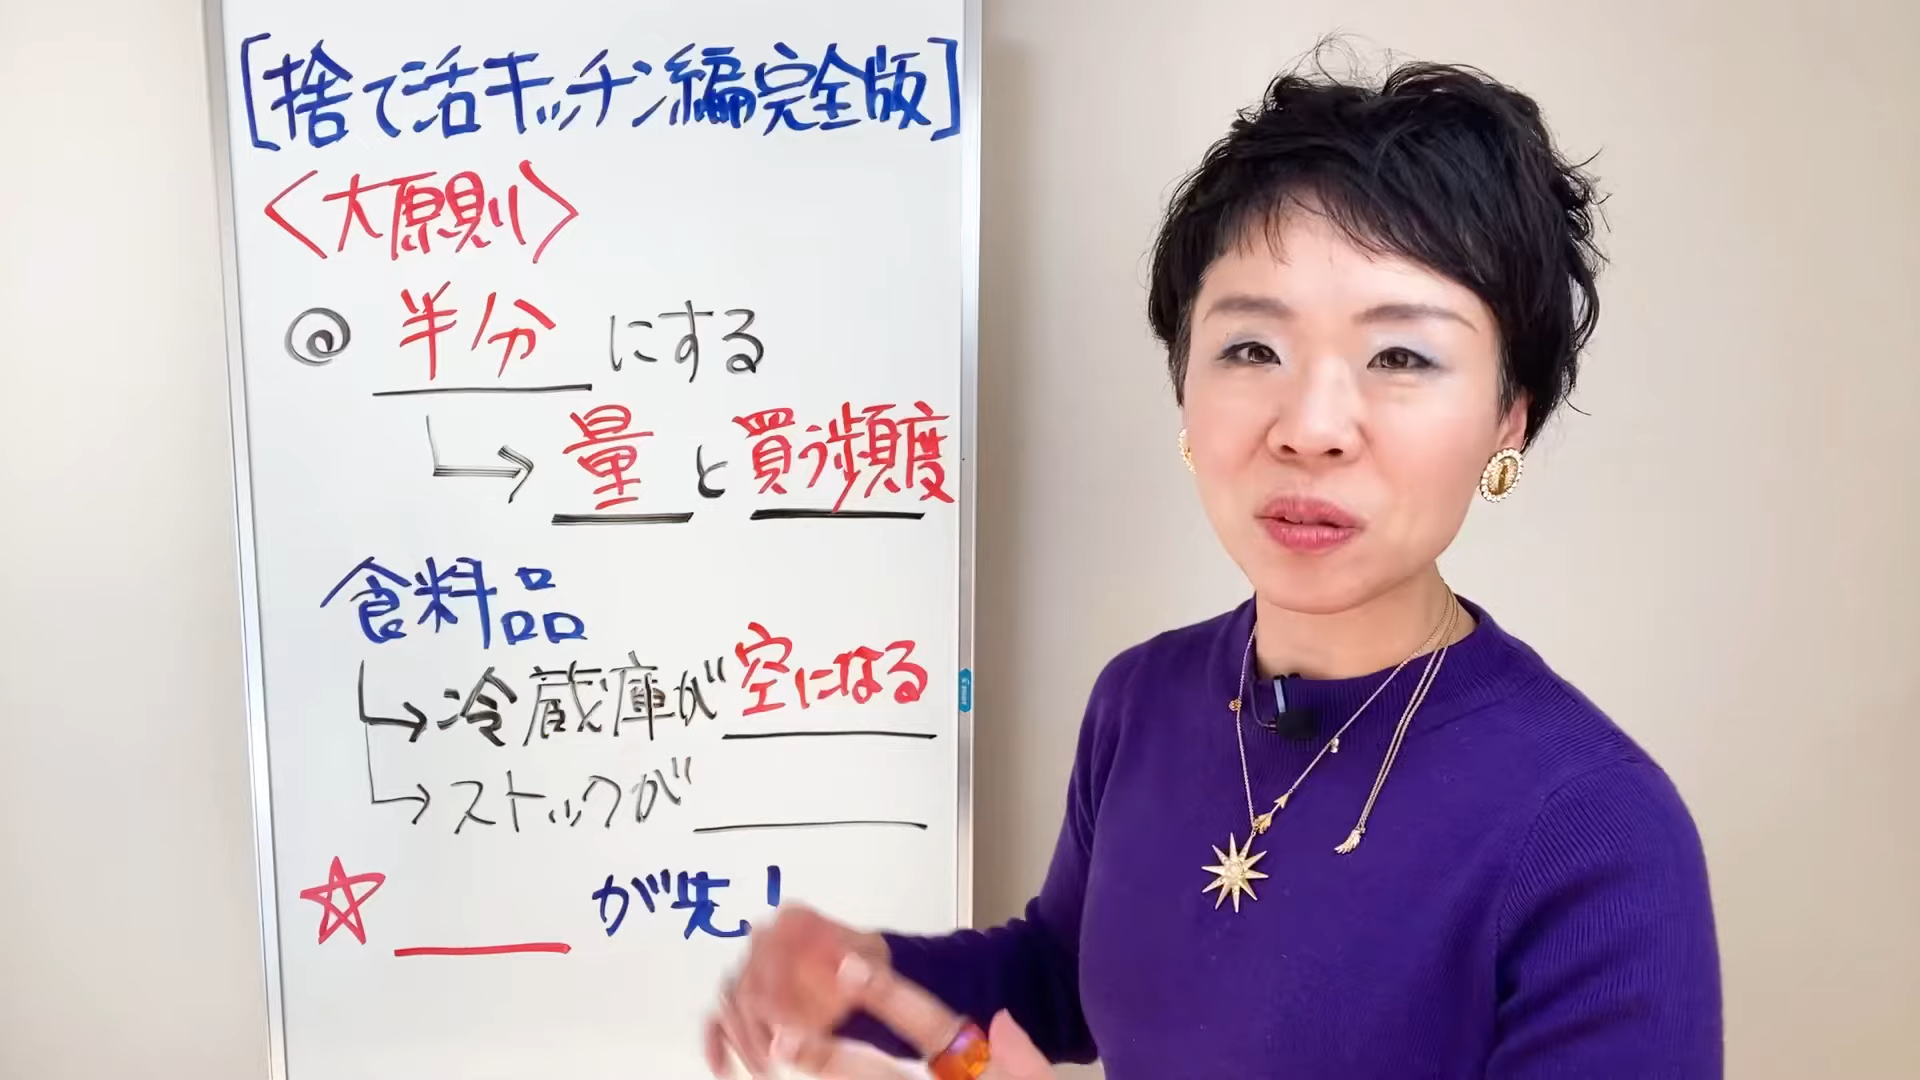 [捨て活キッチン編完全版]
〈大原則〉
◎ 半分にする
→ 量と買う頻度
食料品
→冷蔵庫が空になる
→ストックが
☆ が先!